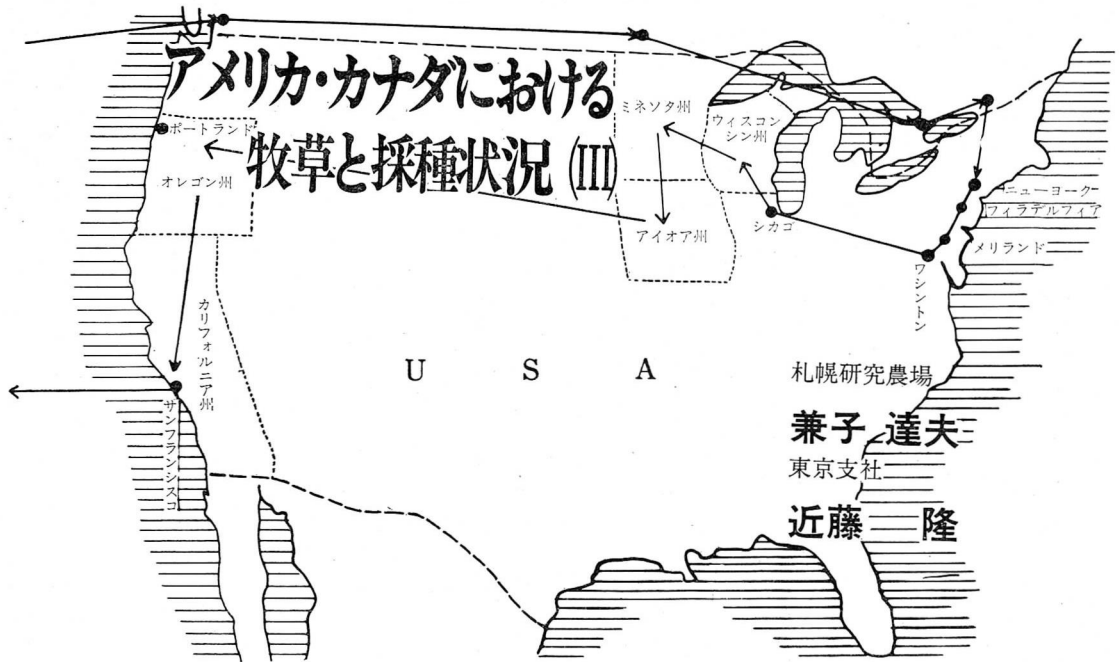 アメリカ・カナダにおける
牧草と採種状況 (III)
ミネソタ州
ウィスコン
シン州
ポートランド
オレゴン州
アイオア州
シカゴ
ニューヨーク
フィラデルフィア
メリランド
ワシントン
カリフォルニア州
サンフランシスコ
U S A
札幌研究農場
兼子 達夫
東京支社
近藤 隆